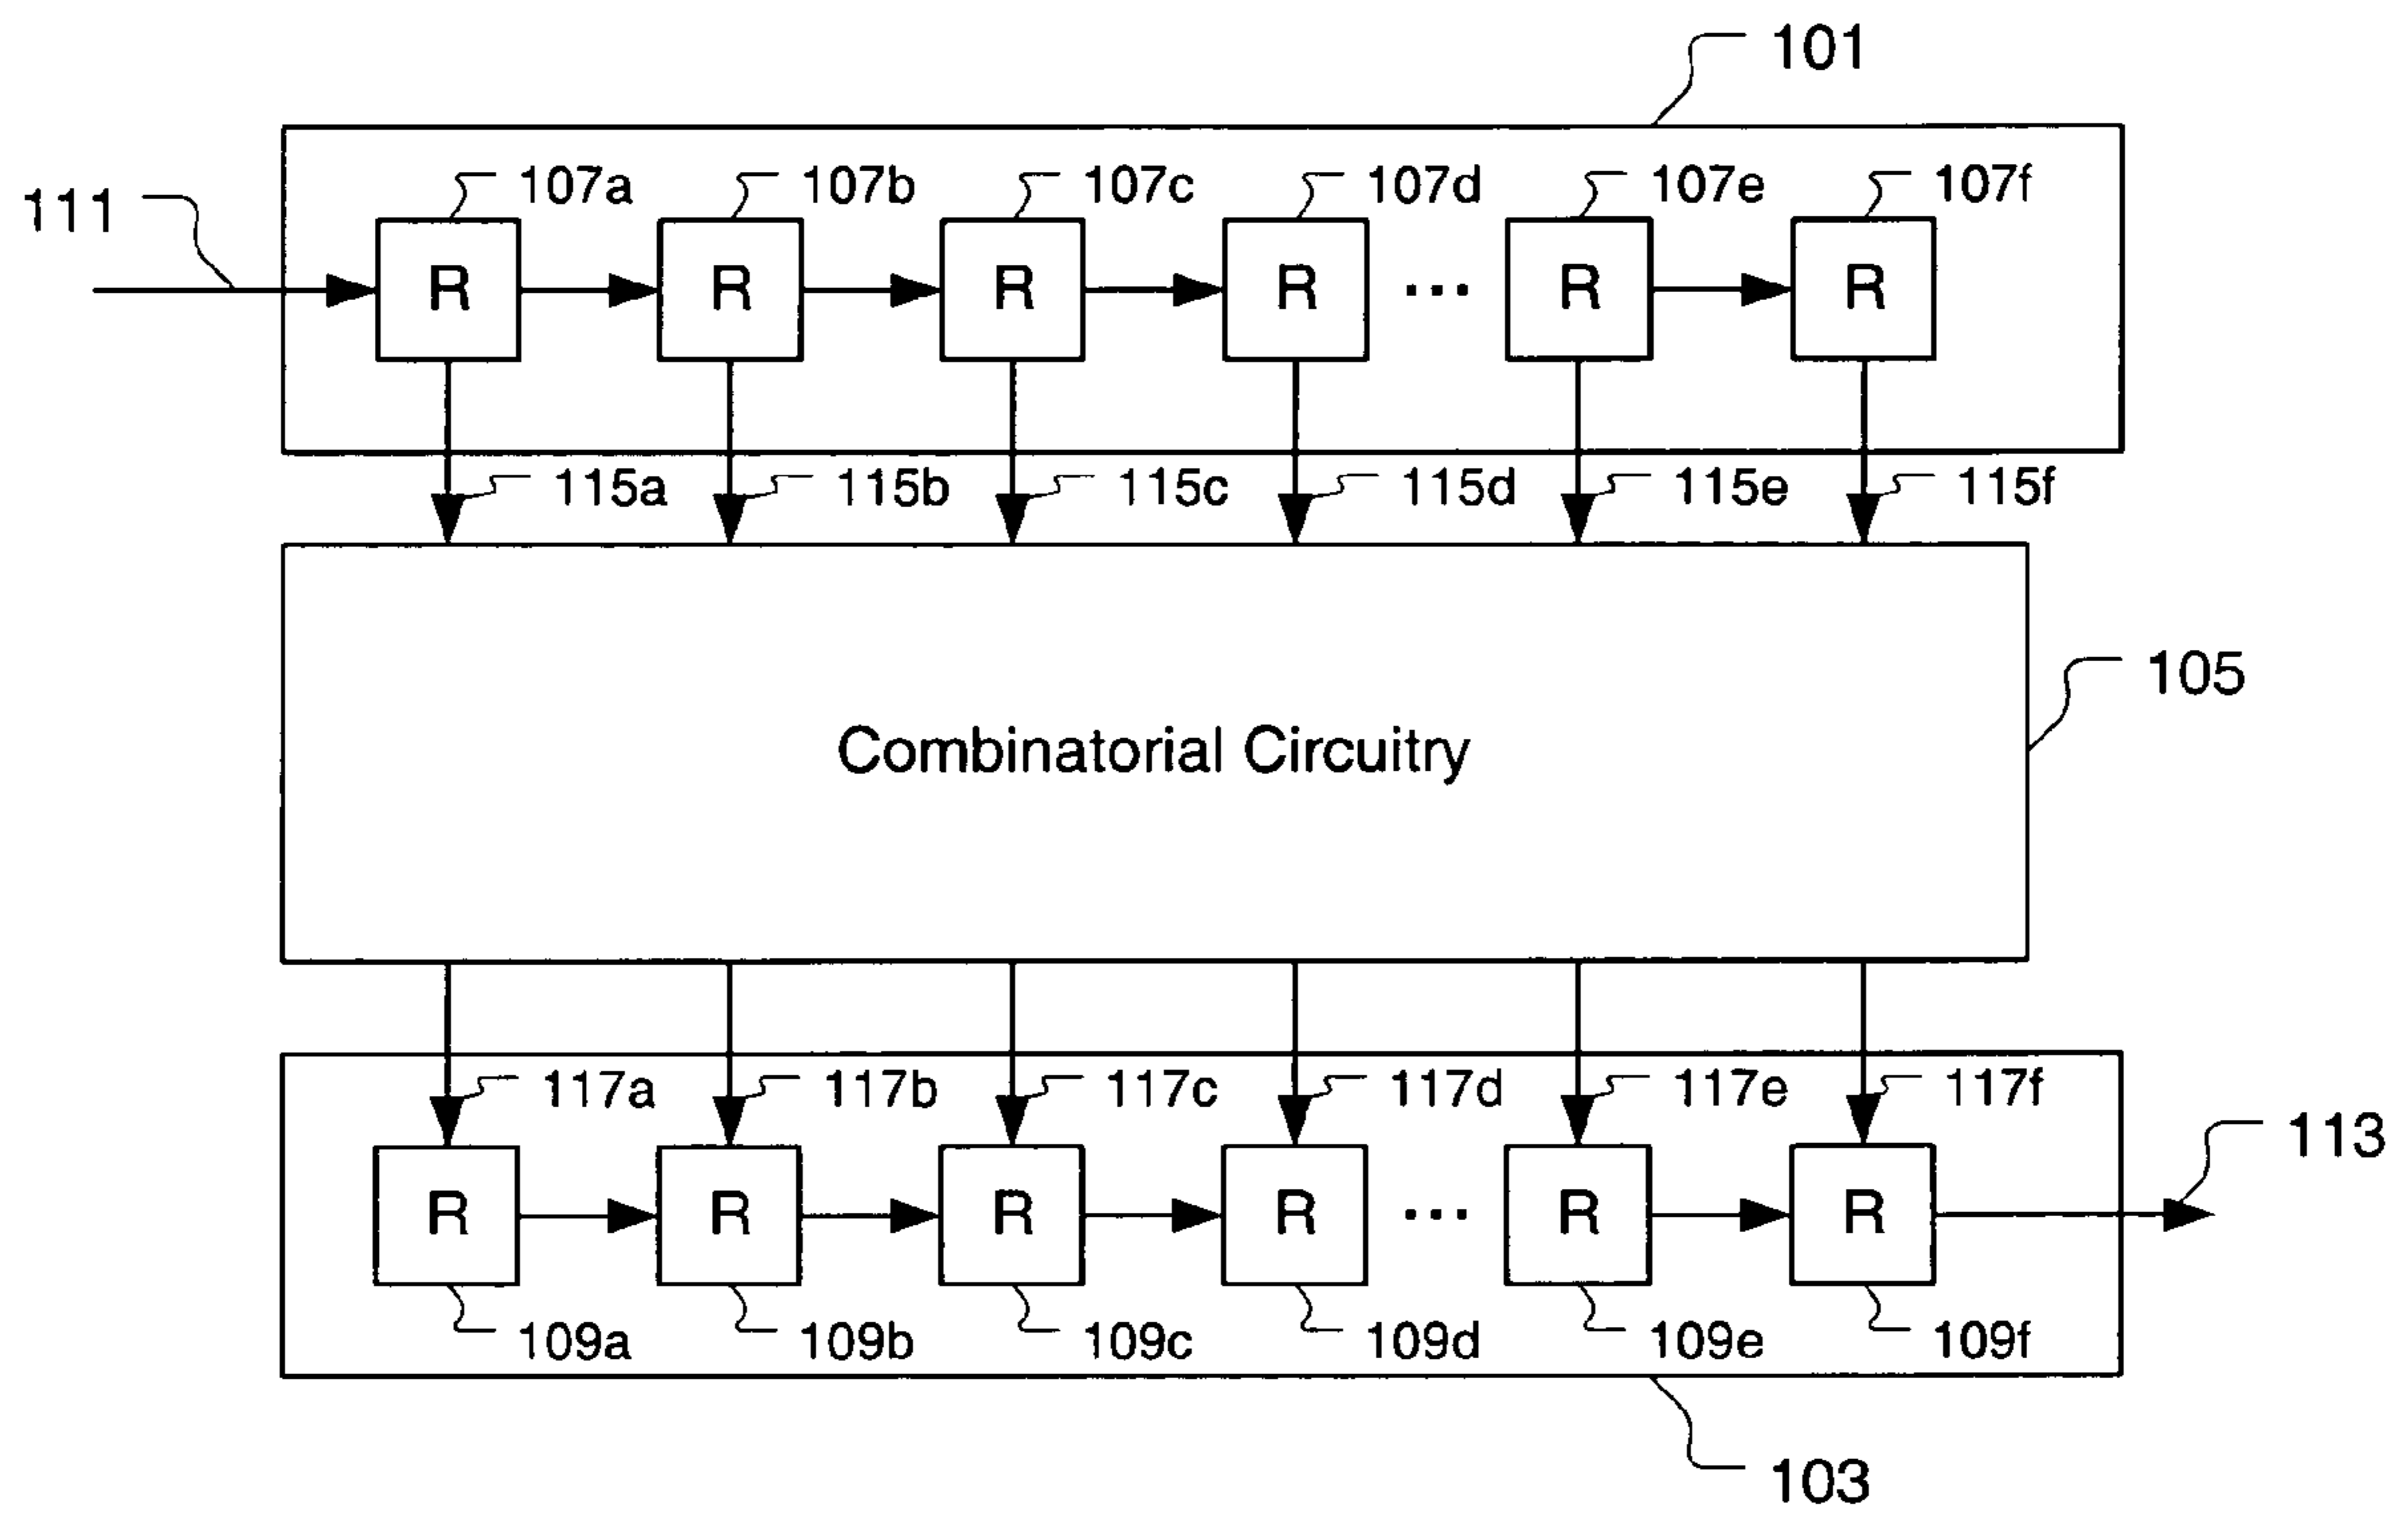 101
107a 107b 107c 107d 107e 107f
111
R R R R ... R R
115a 115b 115c 115d 115e 115f
105
Combinatorial Circuitry
117a 117b 117c 117d 117e 117f
113
R R R R ... R R
109a 109b 109c 109d 109e 109f
103